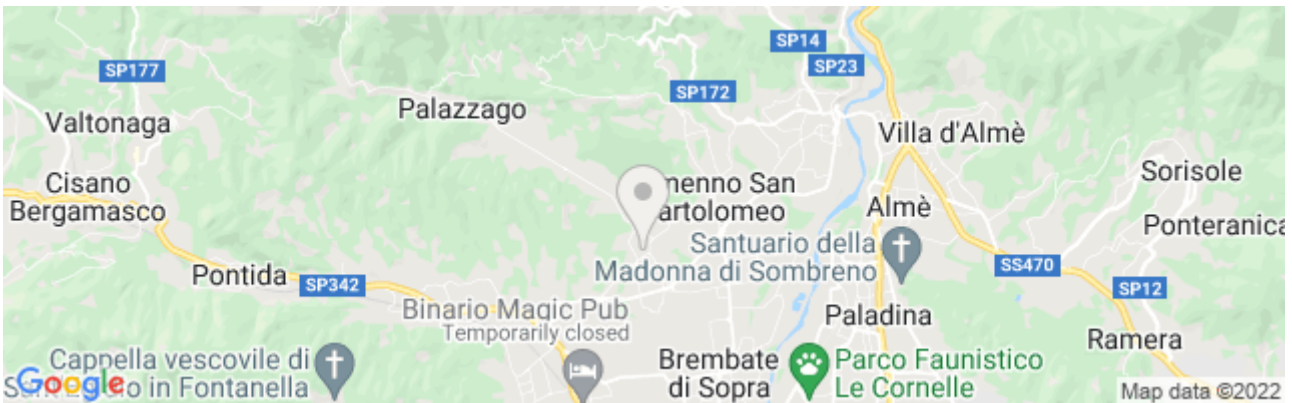 SP14
SP23
SP177
SP172
Palazzago
Valtonaga
Villa d'Almè
Sorisole
Cisano
Bergamasco
nenno San
artolomeo
Almè
Ponteranica
Santuario della
Madonna di Sombreno
SS470
Pontida
SP342
SP12
Binario Magic Pub
Temporarily closed
Paladina
Ramera
Cappella vescovile di
io in Fontanella
Brembate
di Sopra
Parco Faunistico
Le Cornelle
Google
Map data ©2022